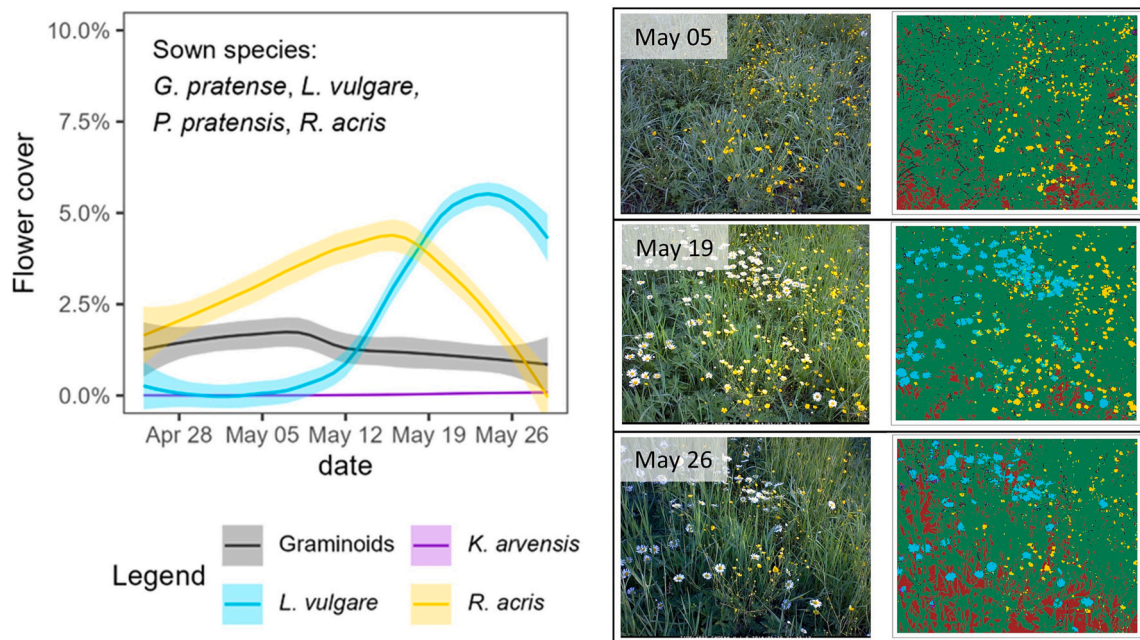 10.0%
7.5%
5.0%
2.5%
0.0%
Flower cover
Sown species:
G. pratense, L. vulgare,
P. pratensis, R. acris
Apr 28 May 05 May 12 May 19 May 26
date
Legend
Graminoids
K. arvensis
L. vulgare
R. acris
May 05
May 19
May 26